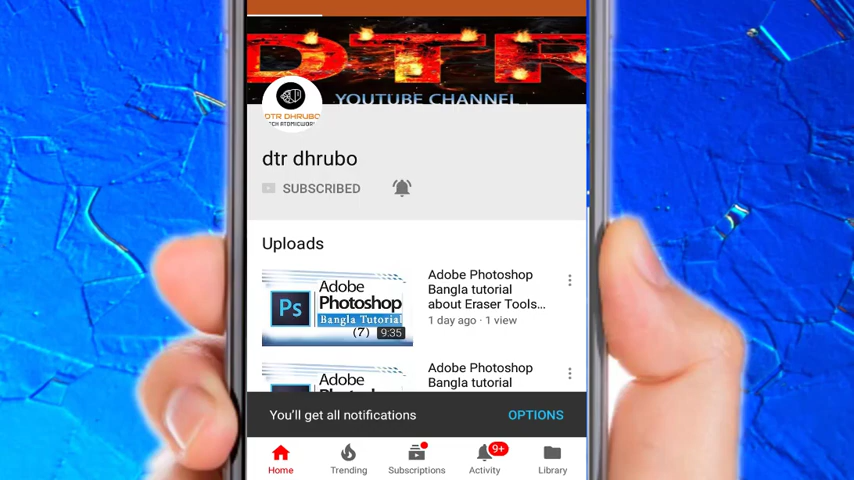 DTR
YOUTUBE CHANNEL
DTR DHRUBO
dtr dhrubo
SUBSCRIBED
Uploads
Adobe
Photoshop
Ps
Bangla Tutorial
(7) 9:35
Adobe Photoshop
Bangla tutorial
about Eraser Tools...
1 day ago · 1 view
Adobe
Adobe Photoshop
Bangla tutorial
You'll get all notifications
OPTIONS
9+
Home
Trending
Subscriptions
Activity
Library